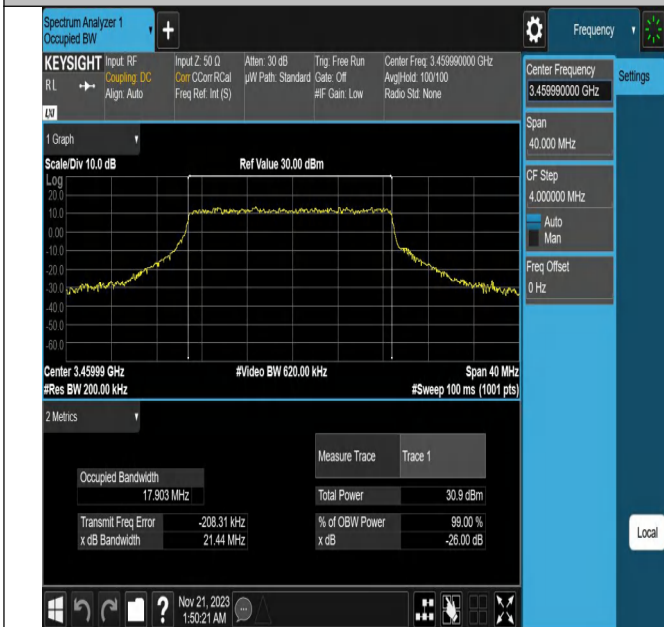 Spectrum Analyzer 1
Occupied BW
Frequency
KEYSIGHT
RL
LXI
Input: RF
Coupling: DC
Align: Auto
Input Z: 50 Ω
Corr CCorr RCal
Freq Ref: Int (S)
Atten: 30 dB
µW Path: Standard
Trig: Free Run
Gate: Off
#IF Gain: Low
Center Freq: 3.459990000 GHz
Avg|Hold: 100/100
Radio Std: None
Center Frequency
3.459990000 GHz
Settings
Span
40.000 MHz
CF Step
4.000000 MHz
Auto
Man
Freq Offset
0 Hz
Local
1 Graph
Scale/Div 10.0 dB
Ref Value 30.00 dBm
Log
20.0
10.0
0.00
-10.0
-20.0
-30.0
-40.0
-50.0
-60.0
Center 3.45999 GHz
#Video BW 620.00 kHz
Span 40 MHz
#Res BW 200.00 kHz
#Sweep 100 ms (1001 pts)
2 Metrics
Measure Trace
Trace 1
Occupied Bandwidth
17.903 MHz
Total Power
30.9 dBm
Transmit Freq Error
-208.31 kHz
% of OBW Power
99.00 %
x dB Bandwidth
21.44 MHz
x dB
-26.00 dB
?
Nov 21, 2023
1:50:21 AM